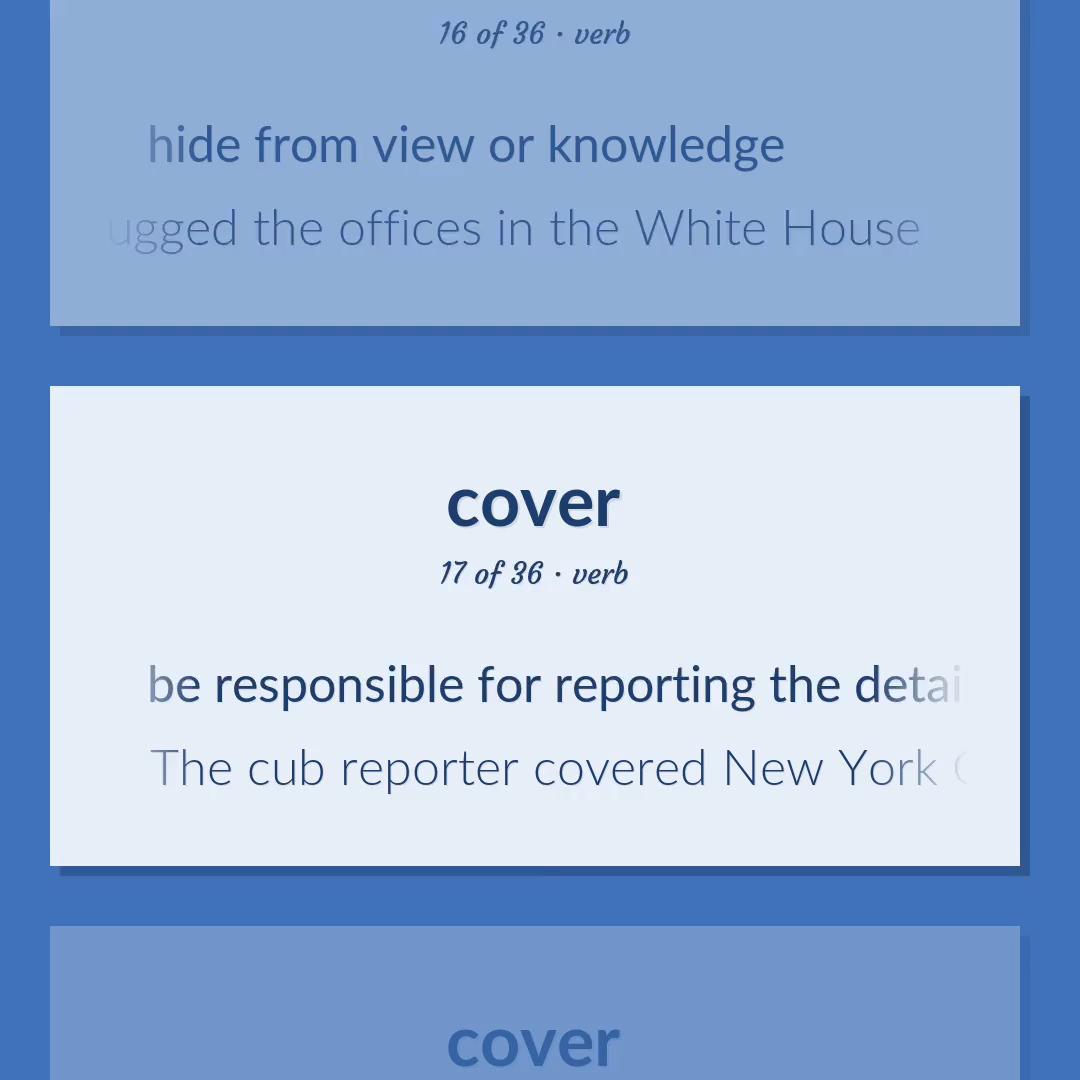 16 of 36 · verb
hide from view or knowledge
ugged the offices in the White House
cover
17 of 36 · verb
be responsible for reporting the detai
The cub reporter covered New York
cover